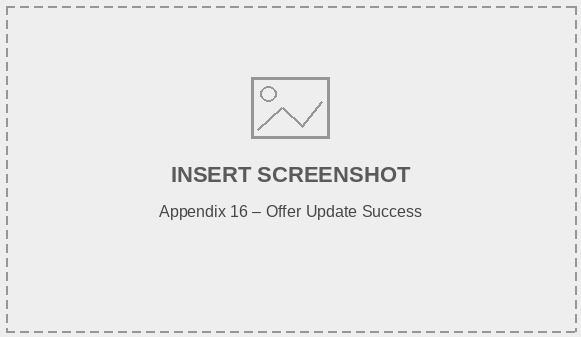 INSERT SCREENSHOT
Appendix 16 – Offer Update Success